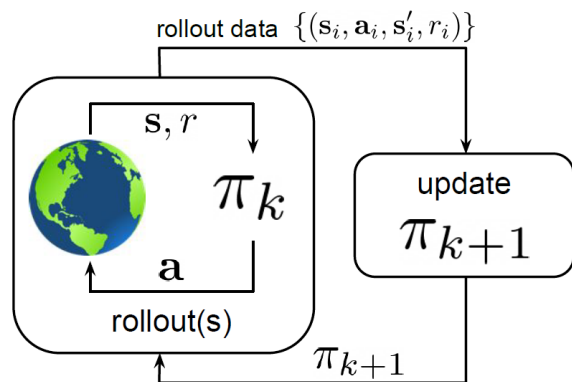 rollout data {(s_i, a_i, s'_i, r_i)}
s, r
π_k
a
rollout(s)
update
π_{k+1}
π_{k+1}